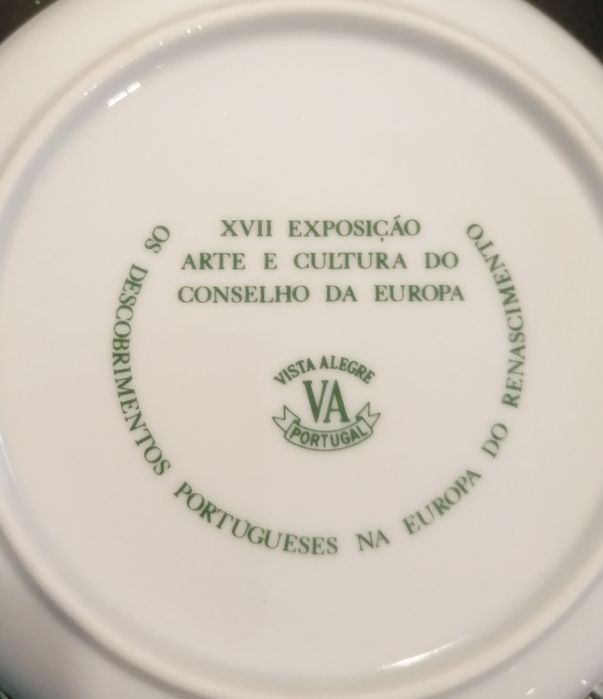 XVII EXPOSIÇÃO
ARTE E CULTURA DO
CONSELHO DA EUROPA
VISTA ALEGRE
VA
PORTUGAL
OS DESCOBRIMENTOS PORTUGUESES NA EUROPA DO RENASCIMENTO